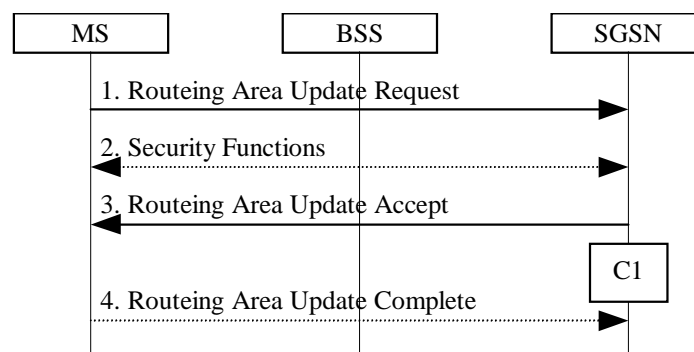 MS BSS SGSN
1. Routeing Area Update Request
2. Security Functions
3. Routeing Area Update Accept
C1
4. Routeing Area Update Complete